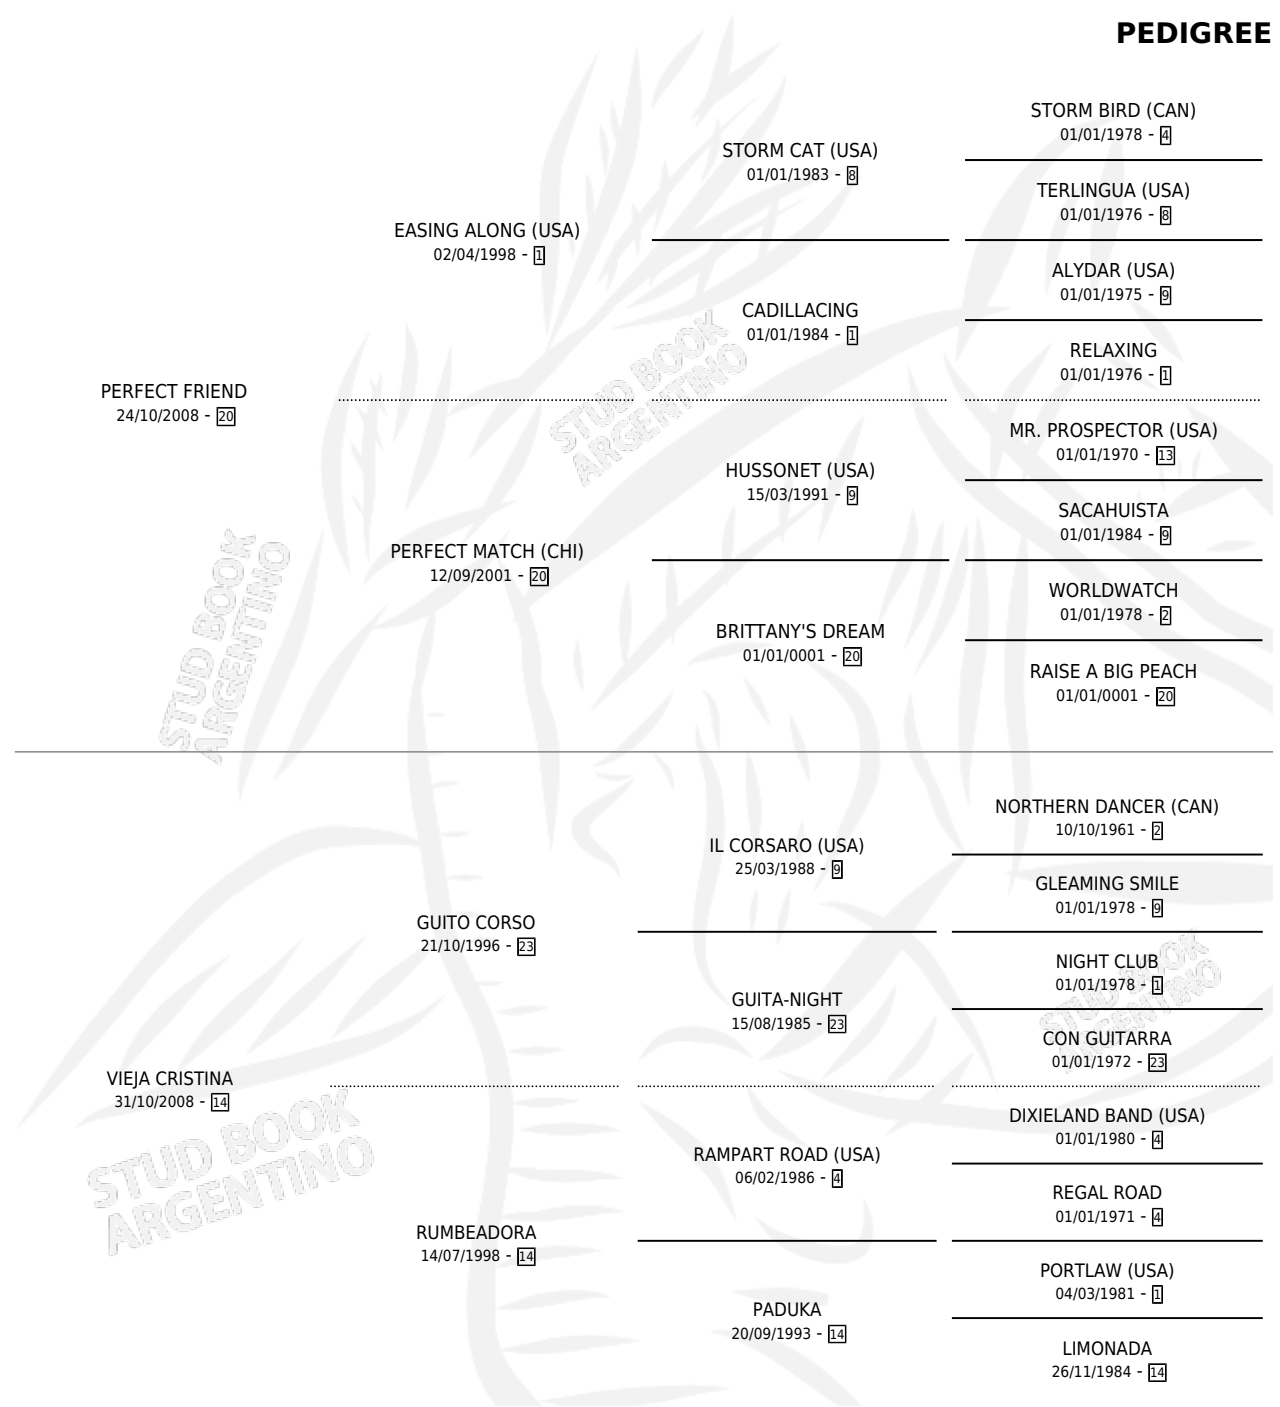 PEDIGREE
STORM BIRD (CAN)
01/01/1978 - 4
STORM CAT (USA)
01/01/1983 - 8
TERLINGUA (USA)
01/01/1976 - 8
EASING ALONG (USA)
02/04/1998 - 1
ALYDAR (USA)
01/01/1975 - 9
CADILLACING
01/01/1984 - 1
RELAXING
01/01/1976 - 1
PERFECT FRIEND
24/10/2008 - 20
MR. PROSPECTOR (USA)
01/01/1970 - 13
HUSSONET (USA)
15/03/1991 - 9
SACAHUISTA
01/01/1984 - 9
PERFECT MATCH (CHI)
12/09/2001 - 20
WORLDWATCH
01/01/1978 - 2
BRITTANY'S DREAM
01/01/0001 - 20
RAISE A BIG PEACH
01/01/0001 - 20
NORTHERN DANCER (CAN)
10/10/1961 - 2
IL CORSARO (USA)
25/03/1988 - 9
GLEAMING SMILE
01/01/1978 - 9
GUITO CORSO
21/10/1996 - 23
NIGHT CLUB
01/01/1978 - 1
GUITA-NIGHT
15/08/1985 - 23
CON GUITARRA
01/01/1972 - 23
VIEJA CRISTINA
31/10/2008 - 14
DIXIELAND BAND (USA)
01/01/1980 - 4
RAMPART ROAD (USA)
06/02/1986 - 4
REGAL ROAD
01/01/1971 - 4
RUMBEADORA
14/07/1998 - 14
PORTLAW (USA)
04/03/1981 - 1
PADUKA
20/09/1993 - 14
LIMONADA
26/11/1984 - 14
STUD BOOK
ARGENTINO
STUD BOOK
ARGENTINO
STUD BOOK
ARGENTINO
STUD BOOK
ARGENTINO